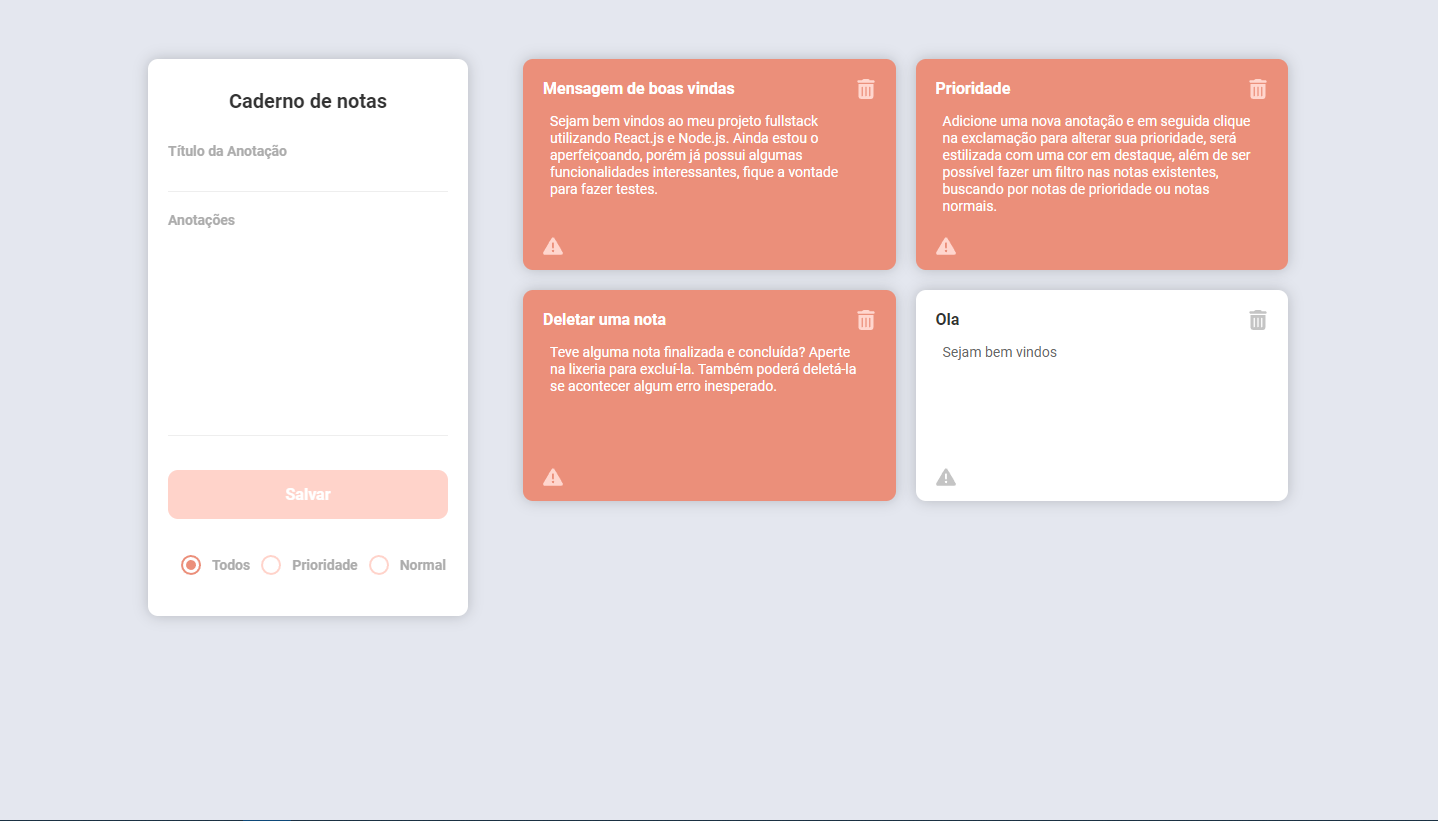 Caderno de notas
Título da Anotação
Anotações
Salvar
Todos
Prioridade
Normal
Mensagem de boas vindas
Sejam bem vindos ao meu projeto fullstack
utilizando React.js e Node.js. Ainda estou o
aperfeiçoando, porém já possui algumas
funcionalidades interessantes, fique a vontade
para fazer testes.
Prioridade
Adicione uma nova anotação e em seguida clique
na exclamação para alterar sua prioridade, será
estilizada com uma cor em destaque, além de ser
possível fazer um filtro nas notas existentes,
buscando por notas de prioridade ou notas
normais.
Deletar uma nota
Teve alguma nota finalizada e concluída? Aperte
na lixeria para excluí-la. Também poderá deletá-la
se acontecer algum erro inesperado.
Ola
Sejam bem vindos